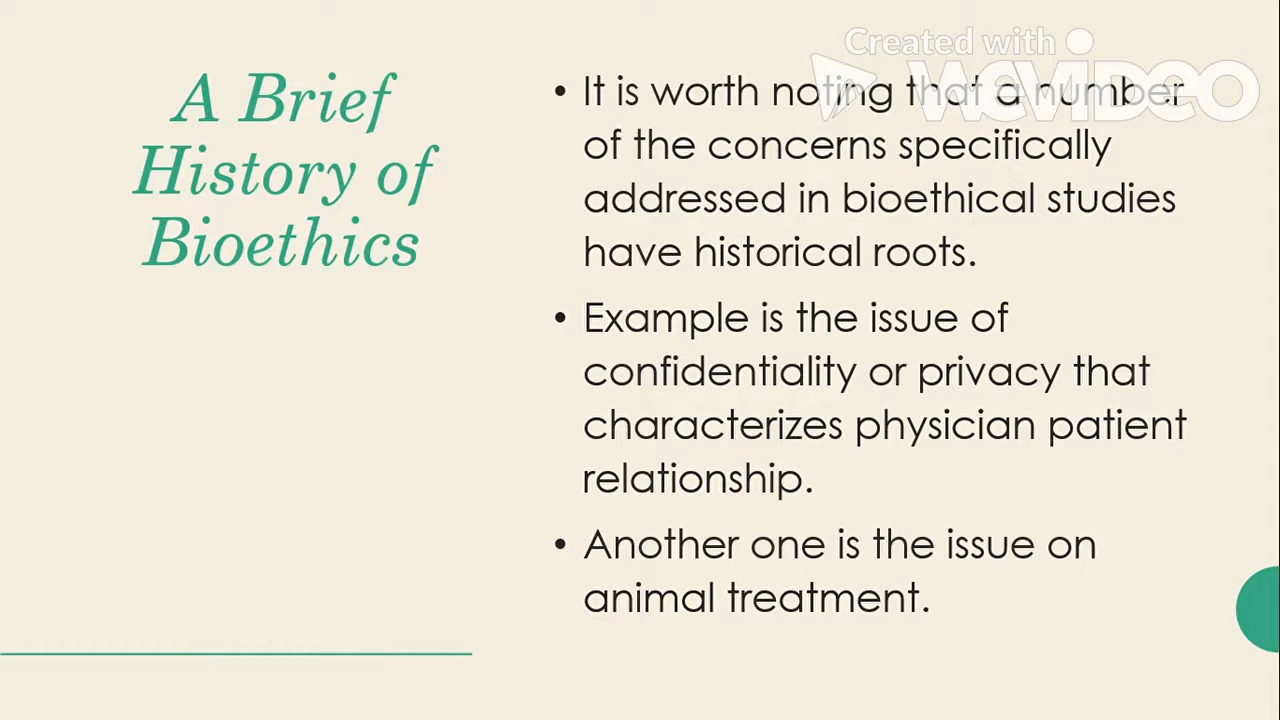 A Brief
History of
Bioethics
Created with
WEVIDEO
• It is worth noting that a number
of the concerns specifically
addressed in bioethical studies
have historical roots.
• Example is the issue of
confidentiality or privacy that
characterizes physician patient
relationship.
• Another one is the issue on
animal treatment.